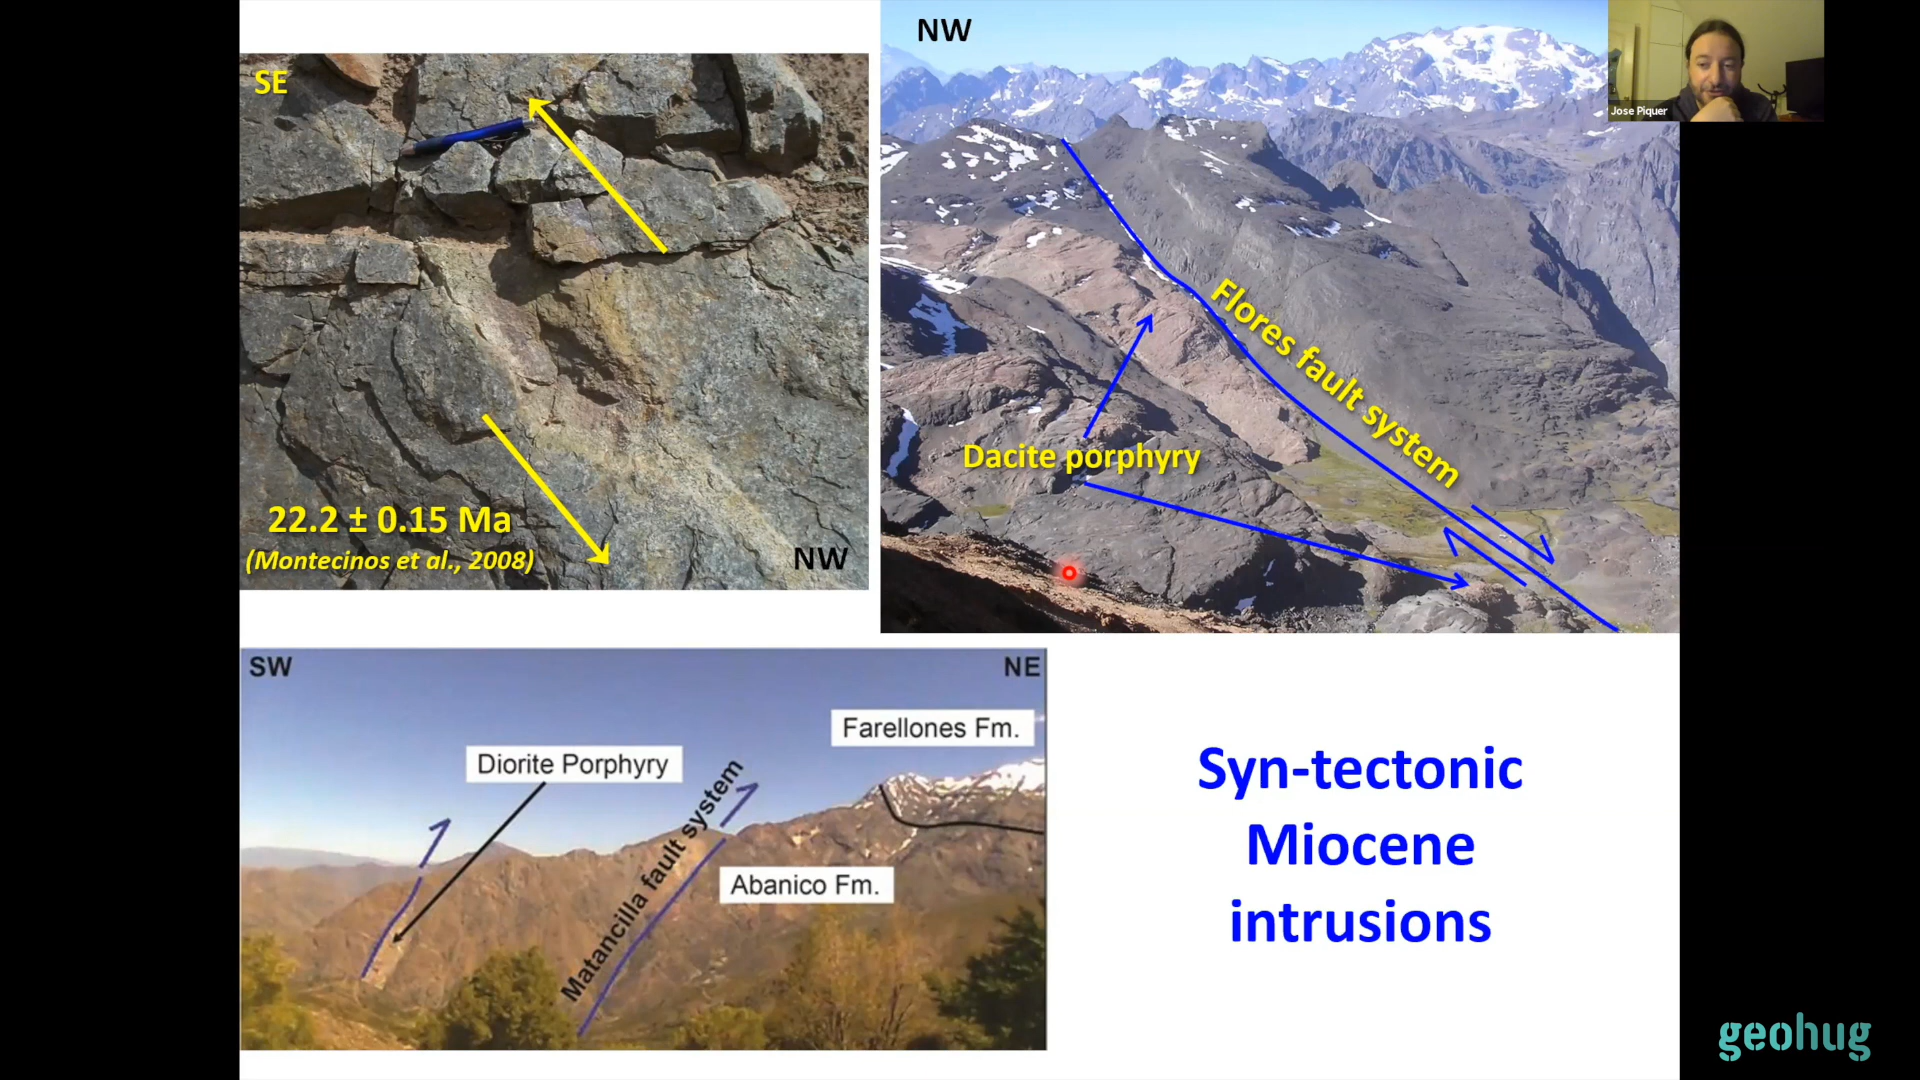 SE
22.2 ± 0.15 Ma
(Montecinos et al., 2008)
NW
NW
Flores fault system
Dacite porphyry
Jose Piquer
SW
NE
Farellones Fm.
Diorite Porphyry
Matancilla fault system
Abanico Fm.
Syn-tectonic
Miocene
intrusions
geohug